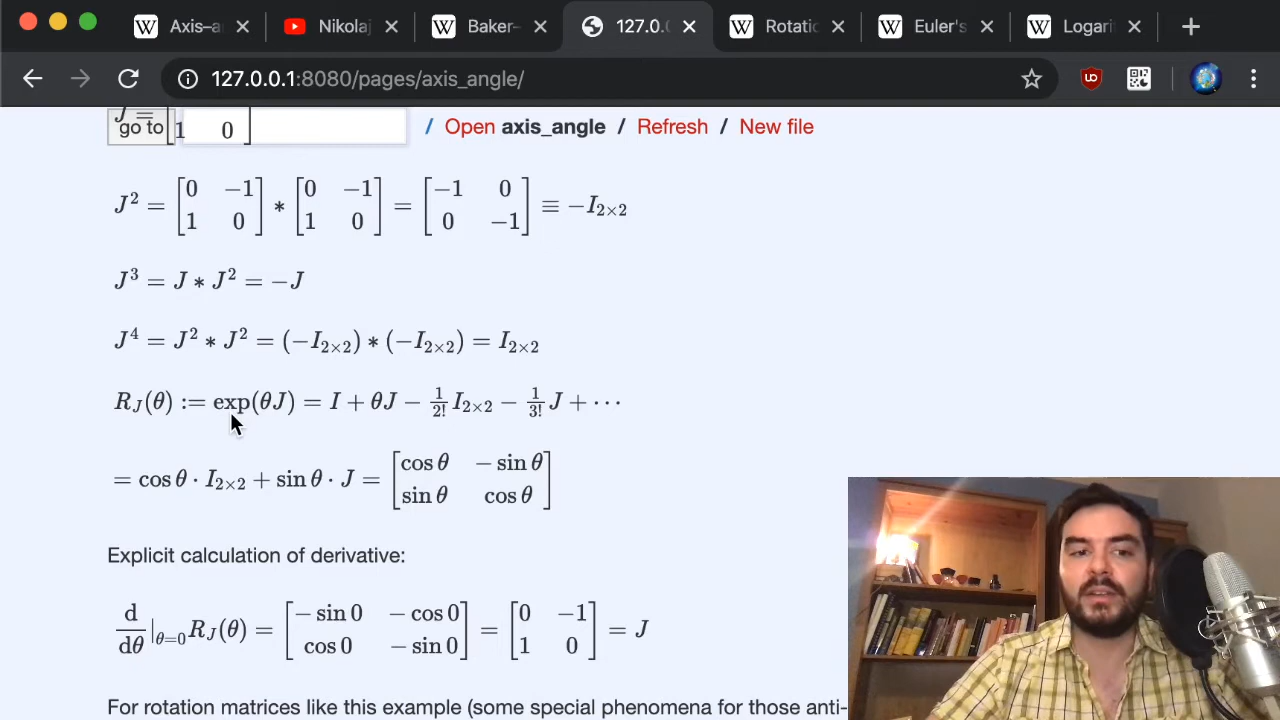 Axis–a
Nikolaj
Baker–
127.0.
Rotatio
Euler's
Logari
127.0.0.1:8080/pages/axis_angle/
go to / Open axis_angle / Refresh / New file
J = [1 0]
J² = [0 −1; 1 0] ∗ [0 −1; 1 0] = [−1 0; 0 −1] ≡ −I₂ₓ₂
J³ = J ∗ J² = −J
J⁴ = J² ∗ J² = (−I₂ₓ₂) ∗ (−I₂ₓ₂) = I₂ₓ₂
R_J(θ) := exp(θJ) = I + θJ − 1/2! I₂ₓ₂ − 1/3! J + ⋯
= cos θ · I₂ₓ₂ + sin θ · J = [cos θ − sin θ; sin θ cos θ]
Explicit calculation of derivative:
d/dθ|θ=0 R_J(θ) = [− sin 0 − cos 0; cos 0 − sin 0] = [0 −1; 1 0] = J
For rotation matrices like this example (some special phenomena for those anti-